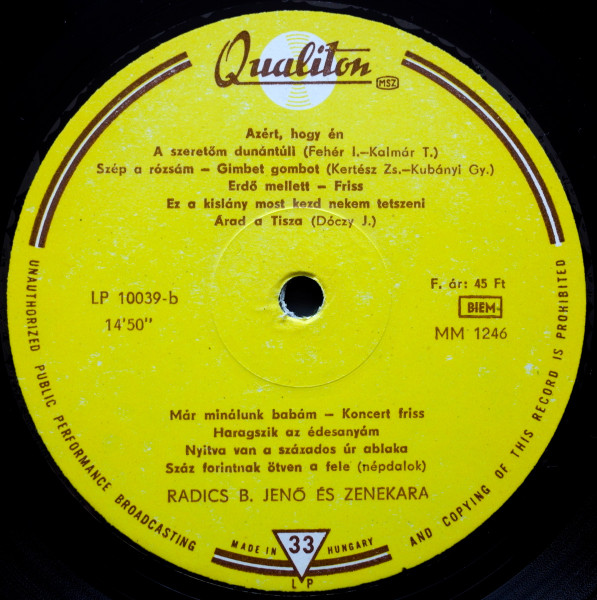 Qualiton
MSZ
Azért, hogy én
A szeretőm dunántúli (Fehér I.–Kalmár T.)
Szép a rózsám – Gimbet gombot (Kertész Zs.–Kubányi Gy.)
Erdő mellett – Friss
Ez a kislány most kezd nekem tetszeni
Árad a Tisza (Dóczy J.)
LP 10039-b
14'50"
F. ár: 45 Ft
BIEM
MM 1246
Már minálunk babám – Koncert friss
Haragszik az édesanyám
Nyitva van a százados úr ablaka
Száz forintnak ötven a fele (népdalok)
RADICS B. JENŐ ÉS ZENEKARA
UNAUTHORIZED PUBLIC PERFORMANCE BROADCASTING AND COPYING OF THIS RECORD IS PROHIBITED
MADE IN HUNGARY
33
LP